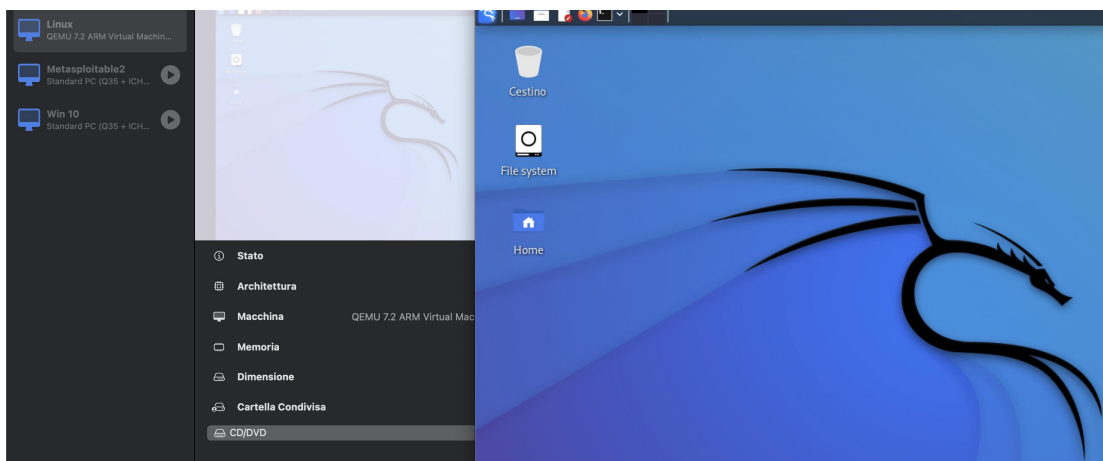 Linux
QEMU 7.2 ARM Virtual Machin...
Metasploitable2
Standard PC (Q35 + ICH...
Win 10
Standard PC (Q35 + ICH...
Stato
Architettura
Macchina QEMU 7.2 ARM Virtual Mac
Memoria
Dimensione
Cartella Condivisa
CD/DVD
Cestino
File system
Home